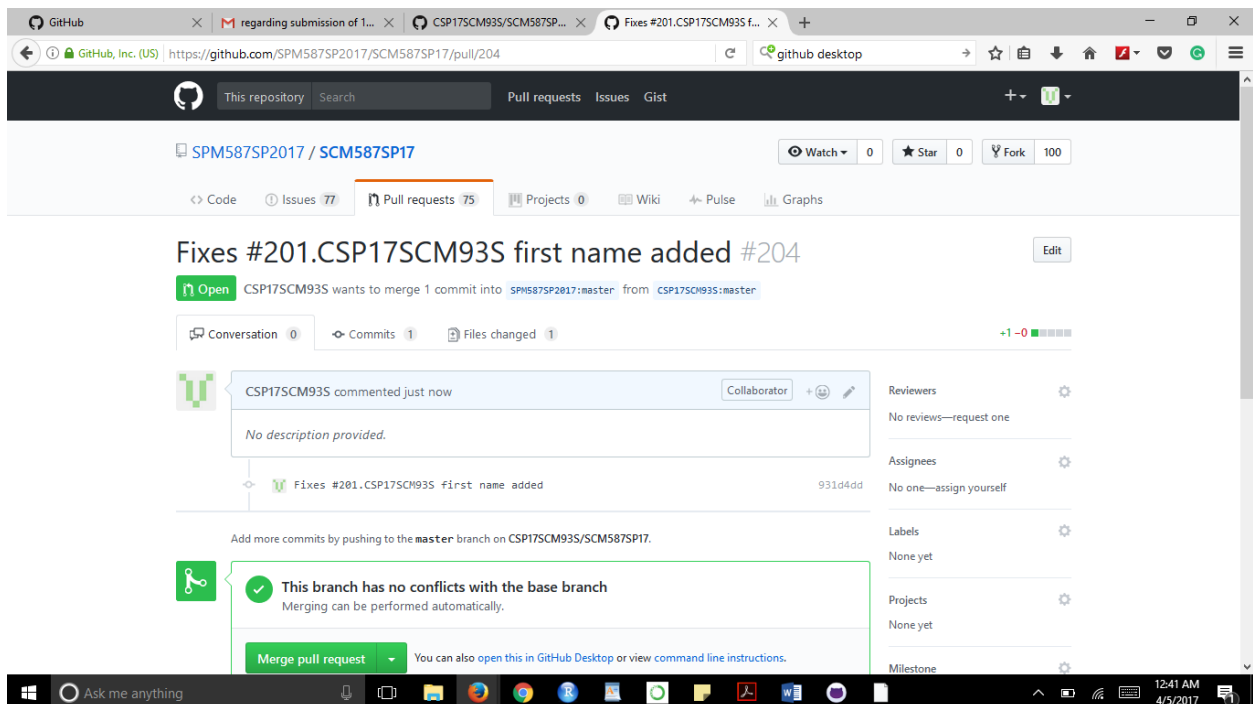 GitHub
regarding submission of 1...
CSP17SCM93S/SCM587SP...
Fixes #201.CSP17SCM93S f...
GitHub, Inc. (US)
https://github.com/SPM587SP2017/SCM587SP17/pull/204
github desktop
This repository
Search
Pull requests
Issues
Gist
SPM587SP2017 / SCM587SP17
Watch
0
Star
0
Fork
100
Code
Issues 77
Pull requests 75
Projects 0
Wiki
Pulse
Graphs
Fixes #201.CSP17SCM93S first name added #204
Edit
Open
CSP17SCM93S wants to merge 1 commit into SPM587SP2017:master from CSP17SCM93S:master
Conversation 0
Commits 1
Files changed 1
+1 −0
CSP17SCM93S commented just now
Collaborator
No description provided.
Fixes #201.CSP17SCM93S first name added
931d4dd
Add more commits by pushing to the master branch on CSP17SCM93S/SCM587SP17.
This branch has no conflicts with the base branch
Merging can be performed automatically.
Merge pull request
You can also open this in GitHub Desktop or view command line instructions.
Reviewers
No reviews—request one
Assignees
No one—assign yourself
Labels
None yet
Projects
None yet
Milestone
Ask me anything
12:41 AM
4/5/2017